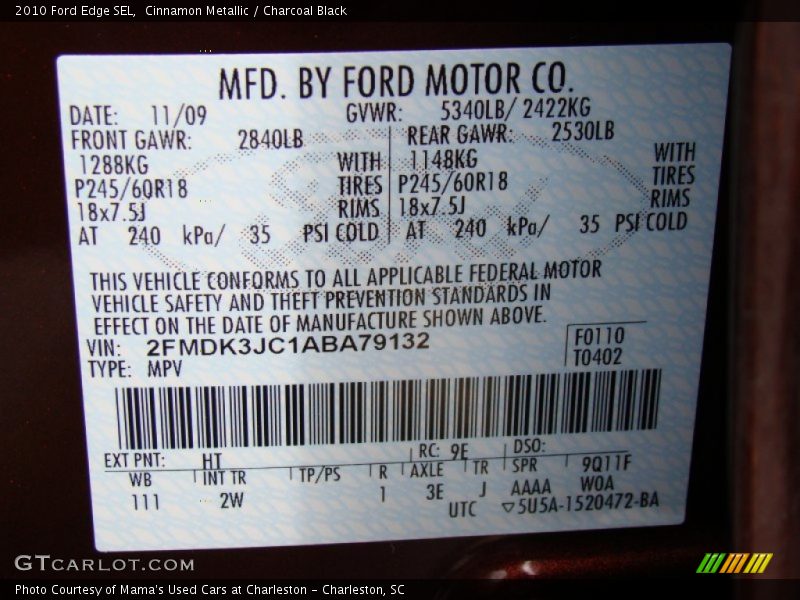 2010 Ford Edge SEL,  Cinnamon Metallic / Charcoal Black
MFD. BY FORD MOTOR CO.
DATE: 11/09 GVWR: 5340LB/ 2422KG
FRONT GAWR: 2840LB REAR GAWR: 2530LB
1288KG WITH 1148KG WITH
P245/60R18 TIRES P245/60R18 TIRES
18x7.5J RIMS 18x7.5J RIMS
AT 240 kPa/ 35 PSI COLD AT 240 kPa/ 35 PSI COLD
THIS VEHICLE CONFORMS TO ALL APPLICABLE FEDERAL MOTOR
VEHICLE SAFETY AND THEFT PREVENTION STANDARDS IN
EFFECT ON THE DATE OF MANUFACTURE SHOWN ABOVE.
VIN: 2FMDK3JC1ABA79132 F0110
TYPE: MPV T0402
EXT PNT: HT RC: 9E DSO:
WB INT TR TP/PS R AXLE TR SPR 9Q11F
111 2W 1 3E J AAAA WOA
UTC ▽5U5A-1520472-BA
GTCARLOT.COM
Photo Courtesy of Mama's Used Cars at Charleston - Charleston, SC